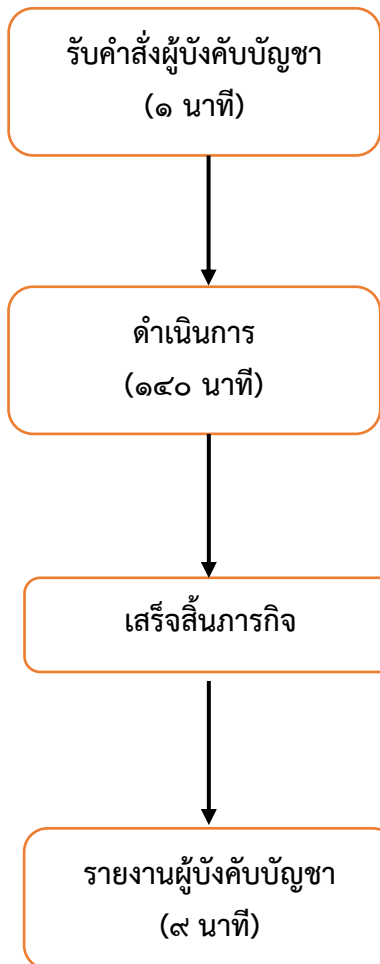 รับคำสั่งผู้บังคับบัญชา
(๑ นาที)
ดำเนินการ
(๑๔๐ นาที)
เสร็จสิ้นภารกิจ
รายงานผู้บังคับบัญชา
(๙ นาที)